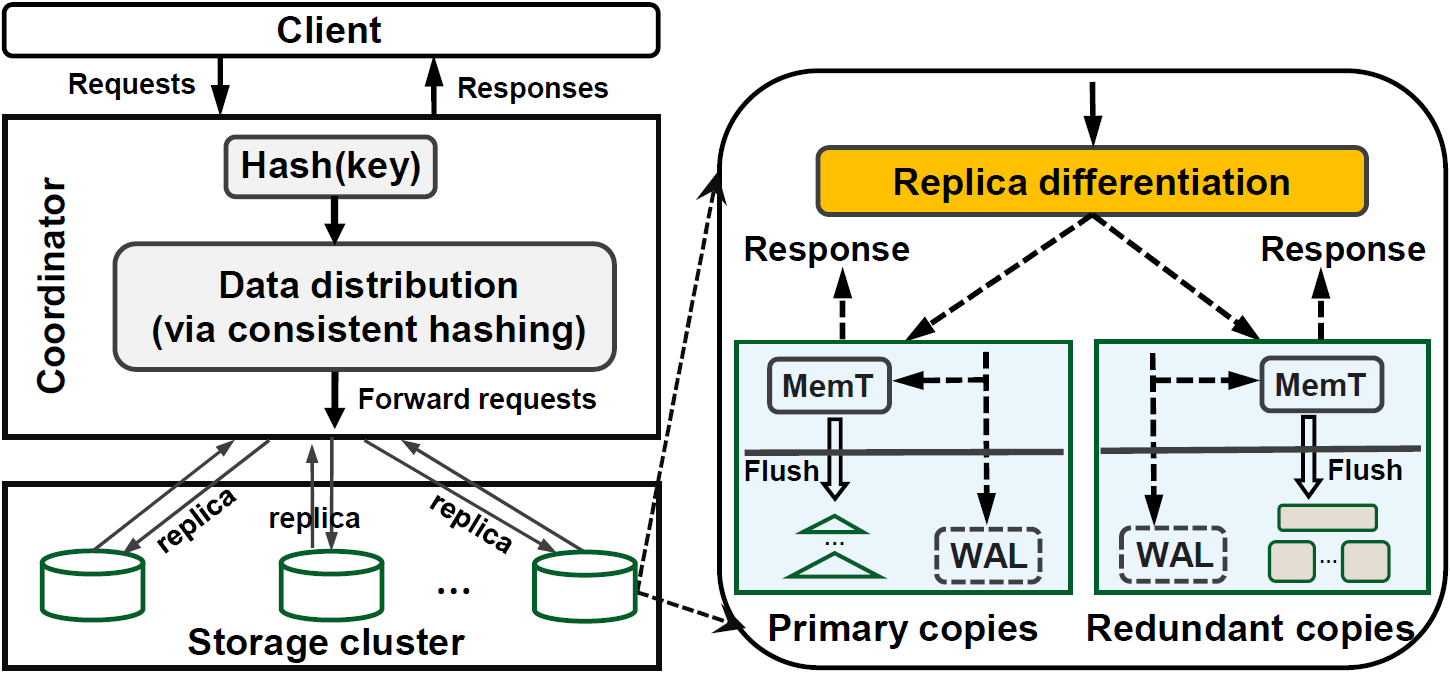 Client
Requests
Responses
Coordinator
Hash(key)
Data distribution
(via consistent hashing)
Forward requests
replica
replica
replica
...
Storage cluster
Replica differentiation
Response
Response
MemT
Flush
...
WAL
Primary copies
MemT
Flush
WAL
...
Redundant copies